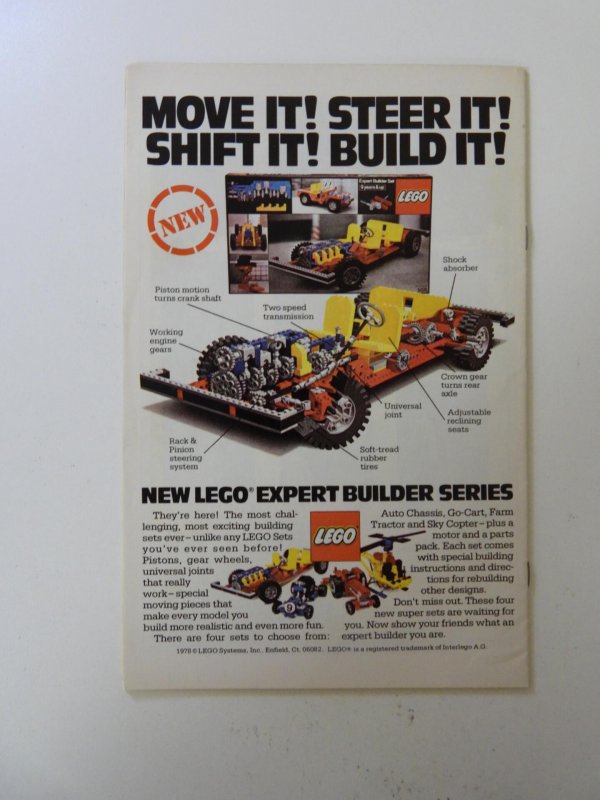 MOVE IT! STEER IT!
SHIFT IT! BUILD IT!
NEW
Expert Builder Set
9 years & up
LEGO
Shock
absorber
Piston motion
turns crank shaft
Two speed
transmission
Working
engine
gears
Crown gear
turns rear
axle
Universal
joint
Adjustable
reclining
seats
Rack &
Pinion
steering
system
Soft-tread
rubber
tires
NEW LEGO® EXPERT BUILDER SERIES
They're here! The most chal-
lenging, most exciting building
sets ever – unlike any LEGO Sets
you've ever seen before!
Pistons, gear wheels,
universal joints
that really
work – special
moving pieces that
make every model you
build more realistic and even more fun.
There are four sets to choose from:
LEGO
9
Auto Chassis, Go-Cart, Farm
Tractor and Sky Copter – plus a
motor and a parts
pack. Each set comes
with special building
instructions and direc-
tions for rebuilding
other designs.
Don't miss out. These four
new super sets are waiting for
you. Now show your friends what an
expert builder you are.
1978 © LEGO Systems, Inc., Enfield, Ct. 06082. LEGO® is a registered trademark of Interlego A.G.